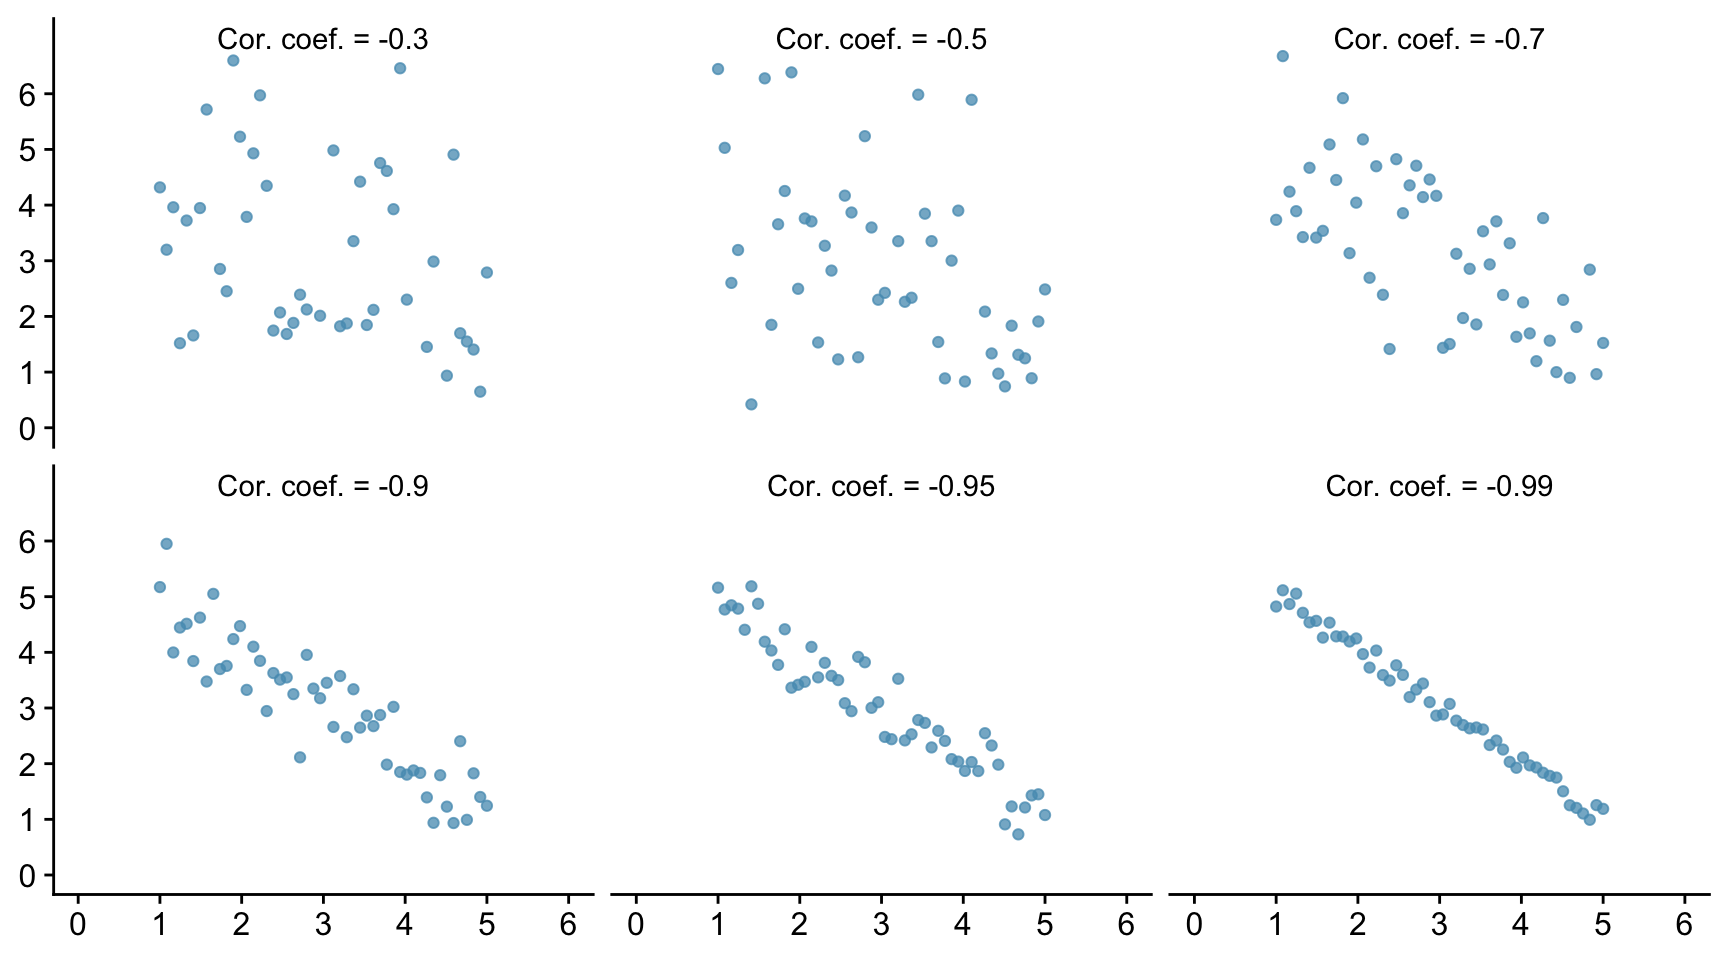 Cor. coef. = -0.3
Cor. coef. = -0.5
Cor. coef. = -0.7
6
5
4
3
2
1
0
Cor. coef. = -0.9
Cor. coef. = -0.95
Cor. coef. = -0.99
6
5
4
3
2
1
0
0 1 2 3 4 5 6
0 1 2 3 4 5 6
0 1 2 3 4 5 6